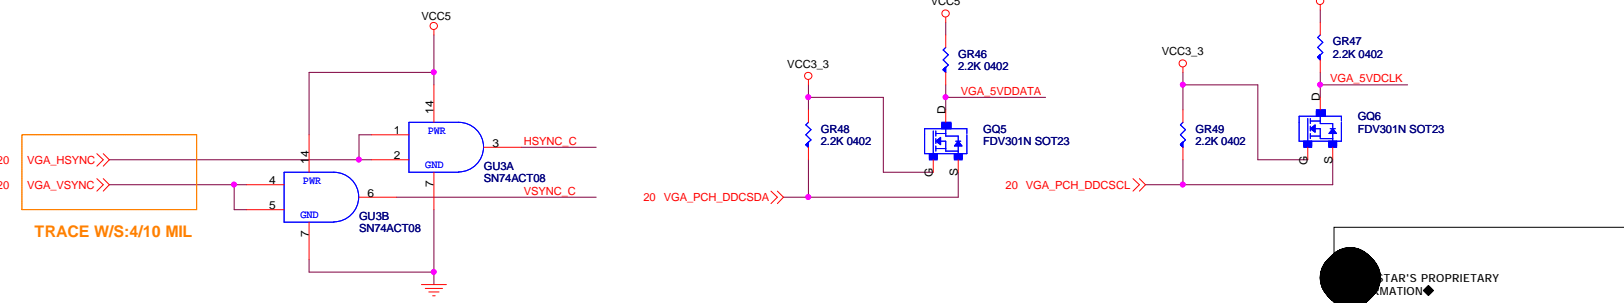 VCC5
14
1
PWR
2
GND
3
HSYNC_C
GU3A
SN74ACT08
7
20
VGA_HSYNC
20
VGA_VSYNC
14
4
PWR
5
GND
6
VSYNC_C
GU3B
SN74ACT08
7
TRACE W/S:4/10 MIL
VCC5
GR46
2.2K 0402
VCC3_3
VGA_5VDDATA
D
GR48
2.2K 0402
GQ5
FDV301N SOT23
G
S
20 VGA_PCH_DDCSDA
GR47
2.2K 0402
VCC3_3
VGA_5VDCLK
D
GR49
2.2K 0402
GQ6
FDV301N SOT23
G
S
20 VGA_PCH_DDCSCL
STAR'S PROPRIETARY